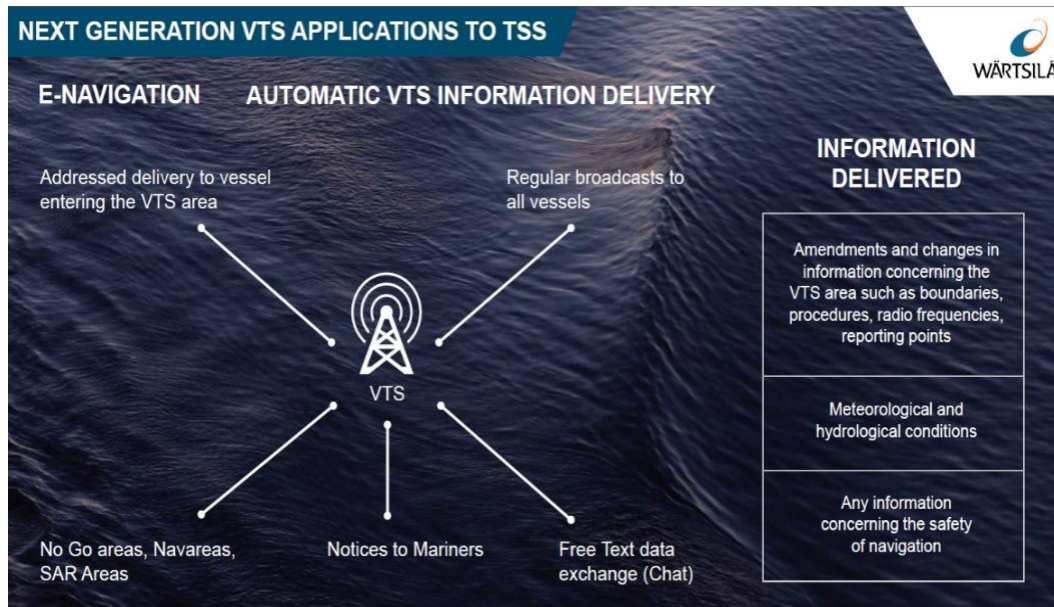 NEXT GENERATION VTS APPLICATIONS TO TSS
WÄRTSILÄ
E-NAVIGATION
AUTOMATIC VTS INFORMATION DELIVERY
Addressed delivery to vessel
entering the VTS area
Regular broadcasts to
all vessels
VTS
No Go areas, Navareas,
SAR Areas
Notices to Mariners
Free Text data
exchange (Chat)
INFORMATION
DELIVERED
Amendments and changes in
information concerning the
VTS area such as boundaries,
procedures, radio frequencies,
reporting points
Meteorological and
hydrological conditions
Any information
concerning the safety
of navigation